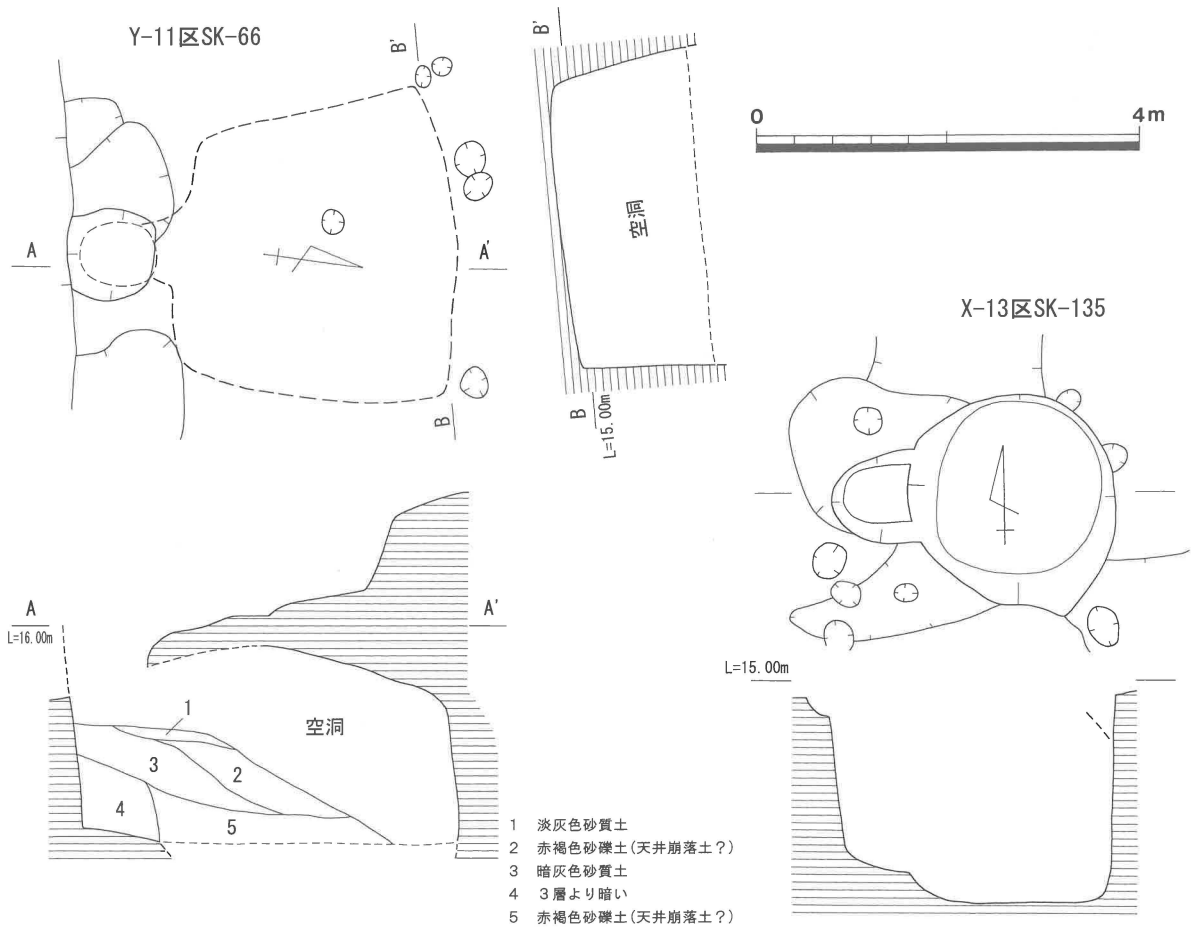 Y-11区SK-66
B'
B'
A
A'
空洞
B
B
L=15.00m
0 4m
X-13区SK-135
A
L=16.00m
A'
1
空洞
3
2
4
5
L=15.00m
1 淡灰色砂質土
2 赤褐色砂礫土(天井崩落土?)
3 暗灰色砂質土
4 3層より暗い
5 赤褐色砂礫土(天井崩落土?)